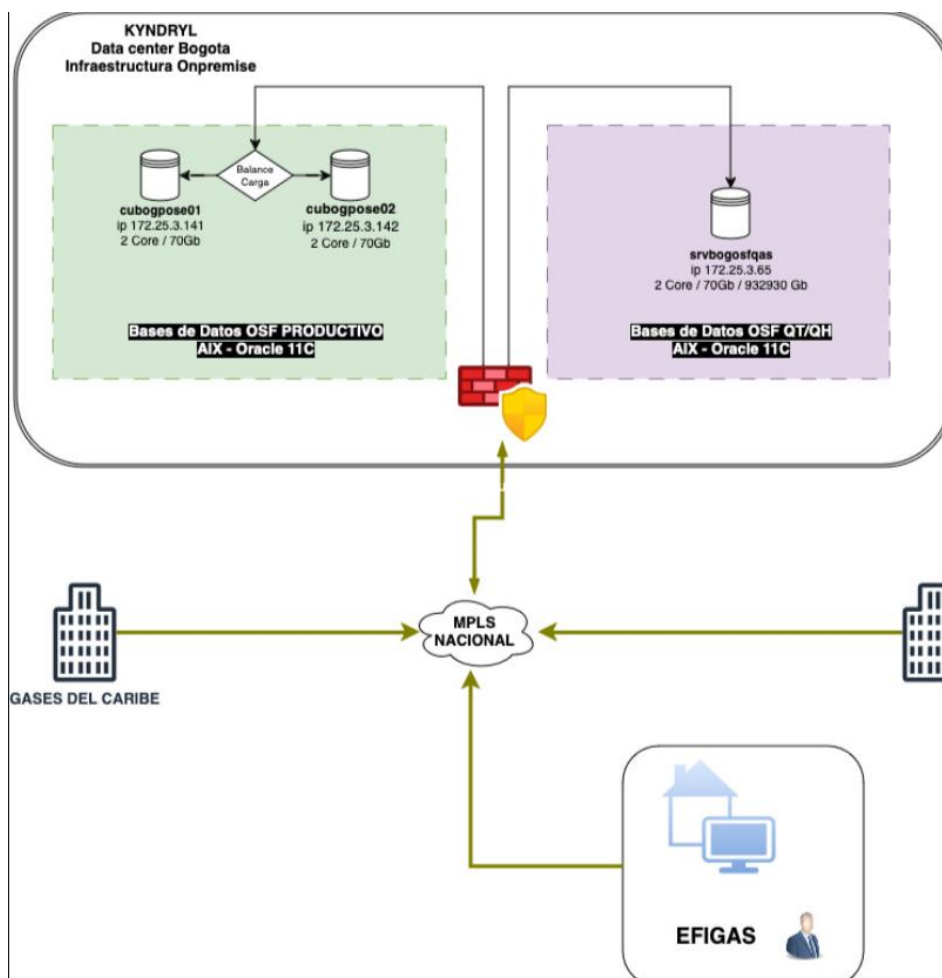 KYNDRYL
Data center Bogota
Infraestructura Onpremise
Balance
Carga
cubogpose01
ip 172.25.3.141
2 Core / 70Gb
cubogpose02
ip 172.25.3.142
2 Core / 70Gb
Bases de Datos OSF PRODUCTIVO
AIX - Oracle 11C
srvbogosfqas
ip 172.25.3.65
2 Core / 70Gb / 932930 Gb
Bases de Datos OSF QT/QH
AIX - Oracle 11C
MPLS
NACIONAL
GASES DEL CARIBE
EFIGAS